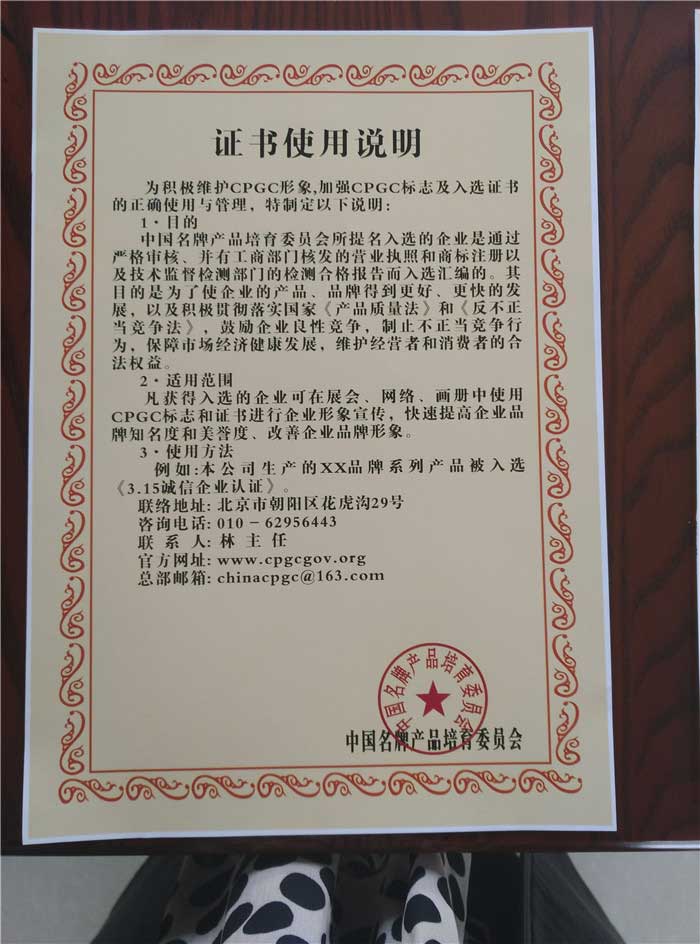 证书使用说明
为积极维护CPGC形象,加强CPGC标志及入选证书
的正确使用与管理，特制定以下说明：
1·目的
中国名牌产品培育委员会所提名入选的企业是通过
严格审核、并有工商部门核发的营业执照和商标注册以
及技术监督检测部门的检测合格报告而入选汇编的。其
目的是为了使企业的产品、品牌得到更好、更快的发
展，以及积极贯彻落实国家《产品质量法》和《反不正
当竞争法》，鼓励企业良性竞争，制止不正当竞争行
为，保障市场经济健康发展，维护经营者和消费者的合
法权益。
2·适用范围
凡获得入选的企业可在展会、网络、画册中使用
CPGC标志和证书进行企业形象宣传，快速提高企业品
牌知名度和美誉度、改善企业品牌形象。
3·使用方法
例如:本公司生产的XX品牌系列产品被入选
《3.15诚信企业认证》。
联络地址: 北京市朝阳区花虎沟29号
咨询电话: 010－62956443
联 系 人: 林 主 任
官方网址: www.cpgcgov.org
总部邮箱: chinacpgc@163.com
中国名牌产品培育委员会
中国名牌产品培育委员会